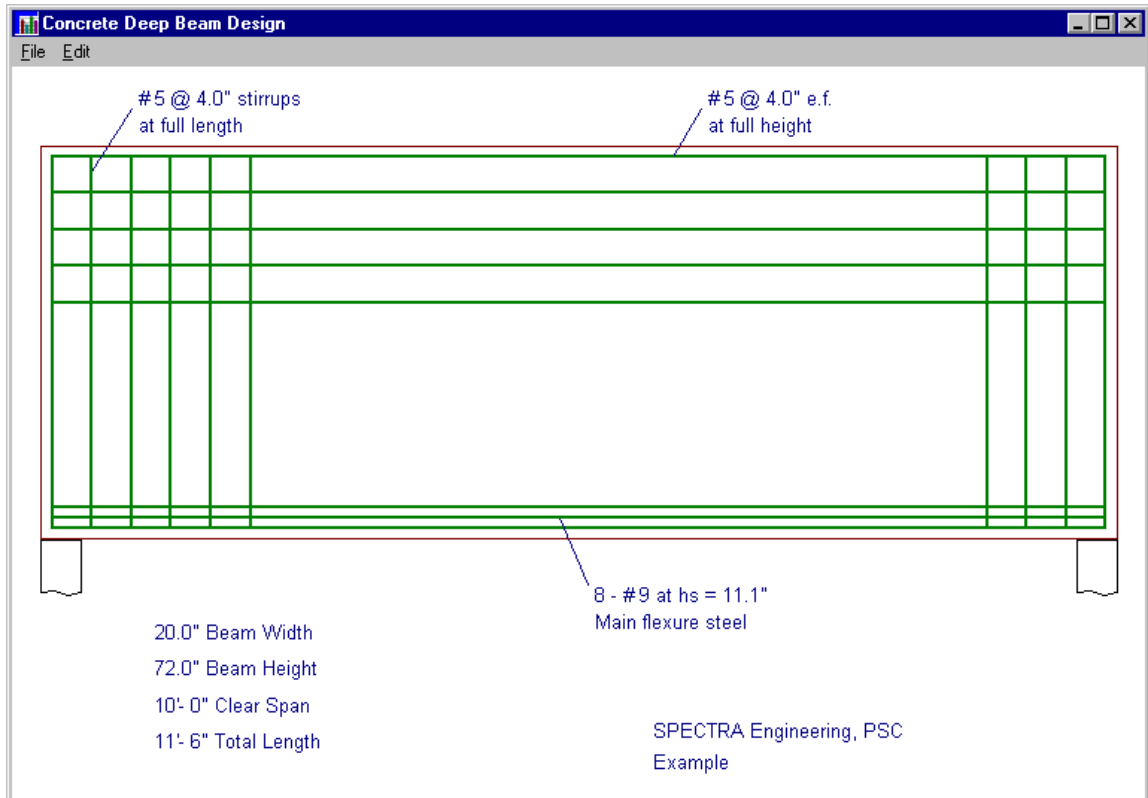 Concrete Deep Beam Design
File Edit
#5 @ 4.0" stirrups
at full length
#5 @ 4.0" e.f.
at full height
8 - #9 at hs = 11.1"
Main flexure steel
20.0" Beam Width
72.0" Beam Height
10'- 0" Clear Span
11'- 6" Total Length
SPECTRA Engineering, PSC
Example